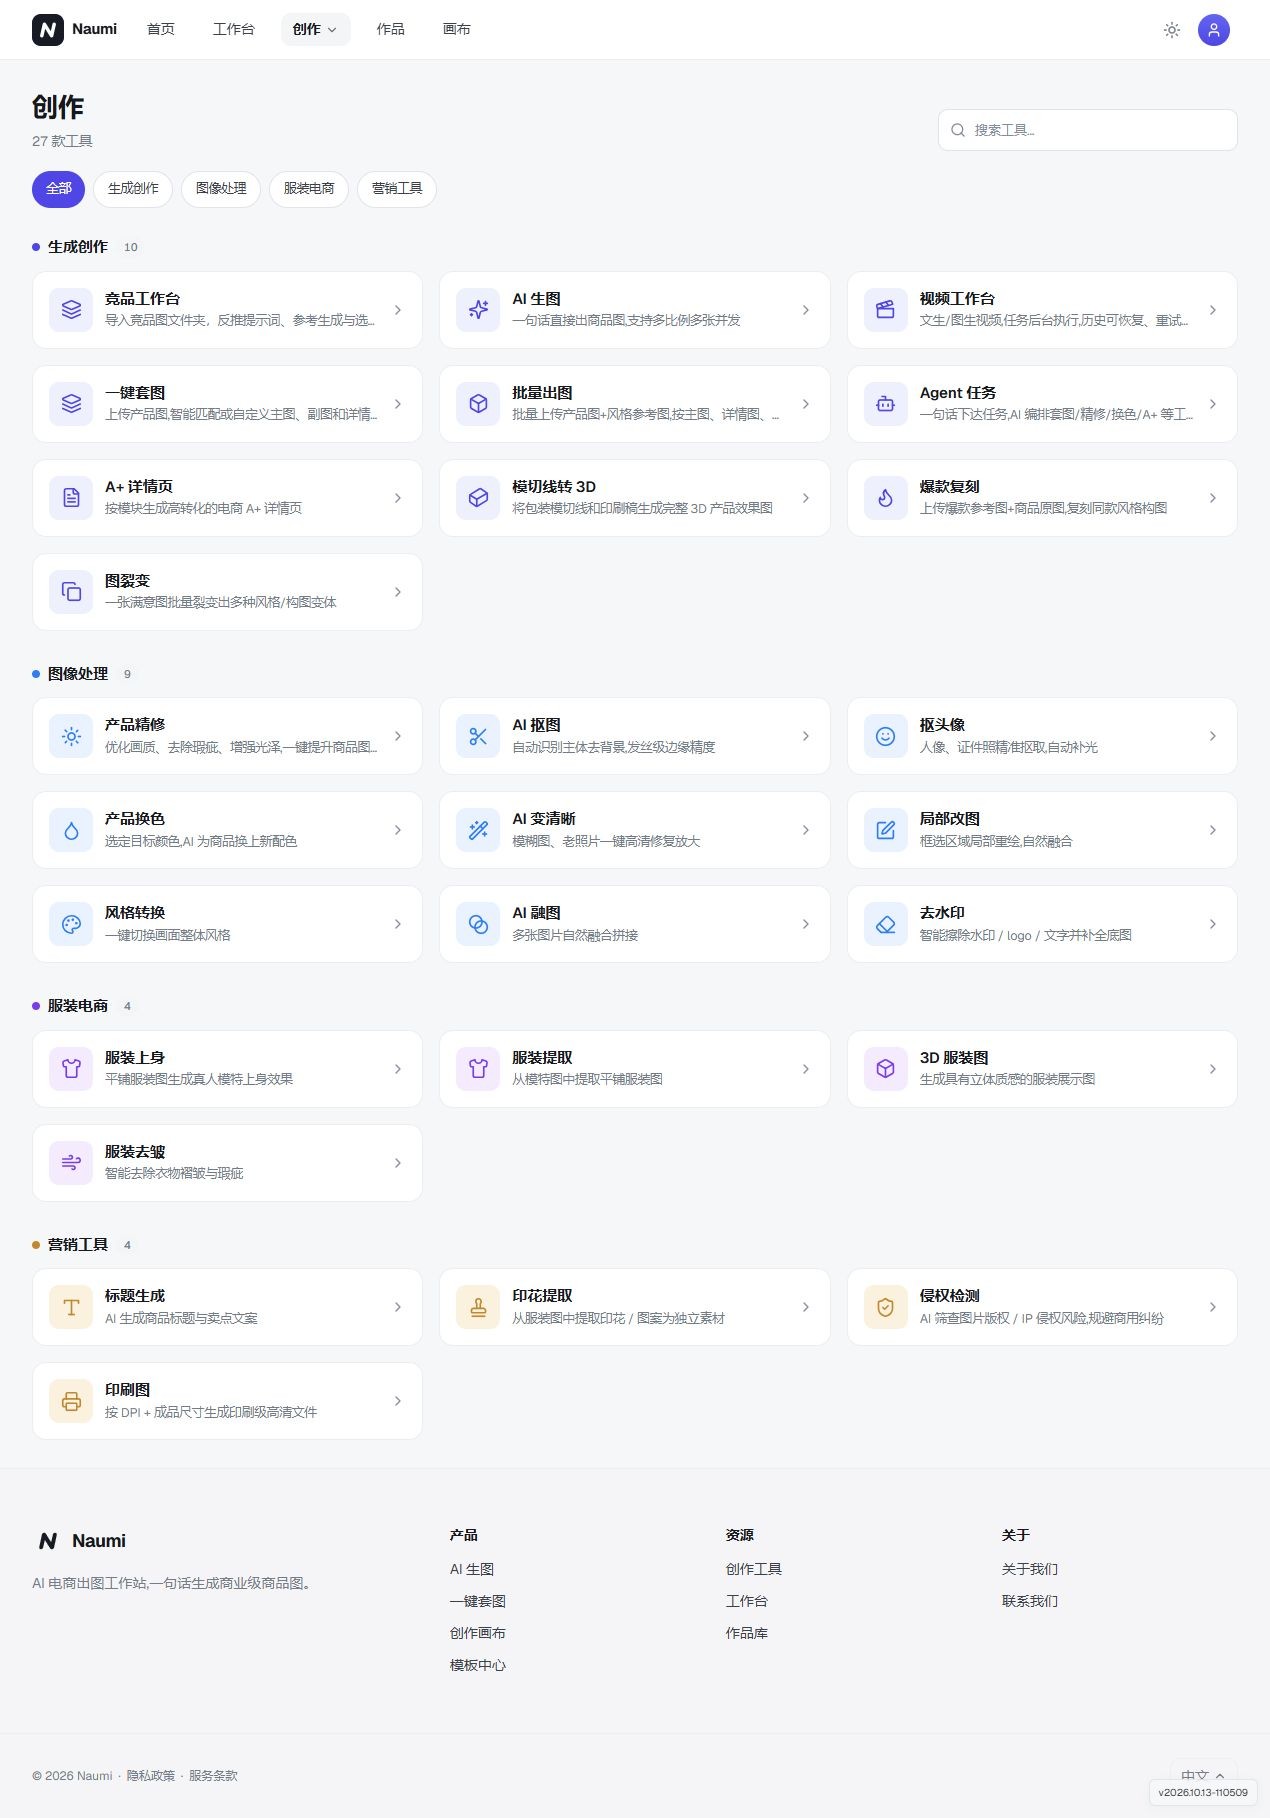 Naumi
首页
工作台
创作
作品
画布
创作
27 款工具
搜索工具...
全部
生成创作
图像处理
服装电商
营销工具
生成创作 10
竞品工作台
导入竞品图文件夹，反推提示词、参考生成与选...
AI 生图
一句话直接出商品图,支持多比例多张并发
视频工作台
文生/图生视频,任务后台执行,历史可恢复、重试...
一键套图
上传产品图,智能匹配或自定义主图、副图和详情...
批量出图
批量上传产品图+风格参考图,按主图、详情图、...
Agent 任务
一句话下达任务,AI 编排套图/精修/换色/A+ 等工...
A+ 详情页
按模块生成高转化的电商 A+ 详情页
模切线转 3D
将包装模切线和印刷稿生成完整 3D 产品效果图
爆款复刻
上传爆款参考图+商品原图,复刻同款风格构图
图裂变
一张满意图批量裂变出多种风格/构图变体
图像处理 9
产品精修
优化画质、去除瑕疵、增强光泽,一键提升商品图...
AI 抠图
自动识别主体去背景,发丝级边缘精度
抠头像
人像、证件照精准抠取,自动补光
产品换色
选定目标颜色,AI 为商品换上新配色
AI 变清晰
模糊图、老照片一键高清修复放大
局部改图
框选区域局部重绘,自然融合
风格转换
一键切换画面整体风格
AI 融图
多张图片自然融合拼接
去水印
智能擦除水印 / logo / 文字并补全底图
服装电商 4
服装上身
平铺服装图生成真人模特上身效果
服装提取
从模特图中提取平铺服装图
3D 服装图
生成具有立体质感的服装展示图
服装去皱
智能去除衣物褶皱与瑕疵
营销工具 4
标题生成
AI 生成商品标题与卖点文案
印花提取
从服装图中提取印花 / 图案为独立素材
侵权检测
AI 筛查图片版权 / IP 侵权风险,规避商用纠纷
印刷图
按 DPI + 成品尺寸生成印刷级高清文件
Naumi
AI 电商出图工作站,一句话生成商业级商品图。
产品
AI 生图
一键套图
创作画布
模板中心
资源
创作工具
工作台
作品库
关于
关于我们
联系我们
© 2026 Naumi · 隐私政策 · 服务条款
中文
v2026.10.13-110509